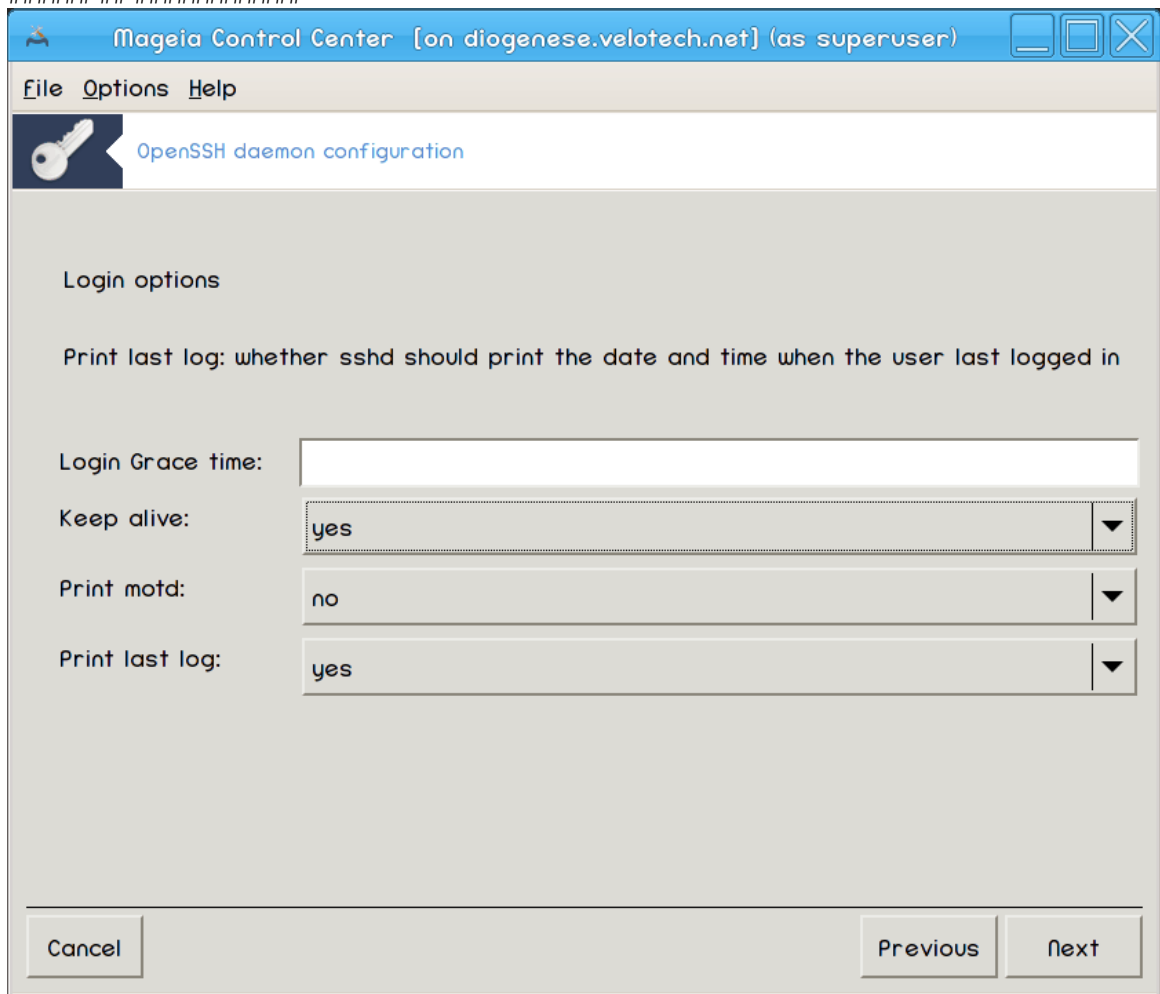 Mageia Control Center [on diogenese.velotech.net] (as superuser)
File Options Help
OpenSSH daemon configuration
Login options
Print last log: whether sshd should print the date and time when the user last logged in
Login Grace time:
Keep alive: yes
Print motd: no
Print last log: yes
Cancel Previous Next